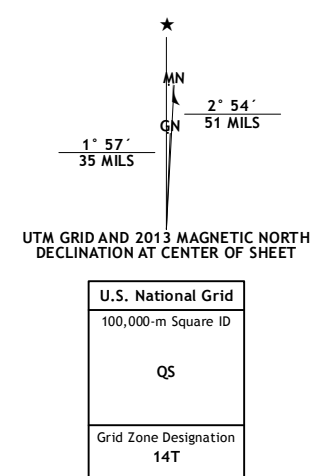 ★
MN
GN
2° 54´
51 MILS
1° 57´
35 MILS
UTM GRID AND 2013 MAGNETIC NORTH
DECLINATION AT CENTER OF SHEET
U.S. National Grid
100,000-m Square ID
QS
Grid Zone Designation
14T